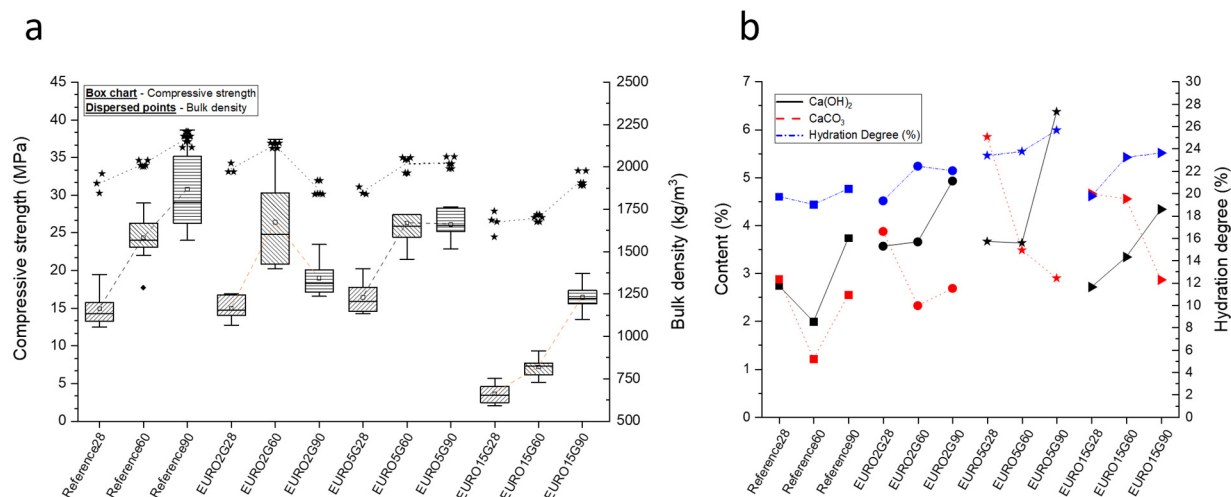 a
b
Box chart - Compressive strength
Dispersed points - Bulk density
Compressive strength (MPa)
45
40
35
30
25
20
15
10
5
0
Bulk density (kg/m³)
2500
2250
2000
1750
1500
1250
1000
750
500
Reference28
Reference60
Reference90
EURO2G28
EURO2G60
EURO2G90
EURO5G28
EURO5G60
EURO5G90
EURO15G28
EURO15G60
EURO15G90
Ca(OH)₂
CaCO₃
Hydration Degree (%)
Content (%)
7
6
5
4
3
2
1
0
Hydration degree (%)
30
28
26
24
22
20
18
16
14
12
10
8
6
4
2
0
Reference28
Reference60
Reference90
EURO2G28
EURO2G60
EURO2G90
EURO5G28
EURO5G60
EURO5G90
EURO15G28
EURO15G60
EURO15G90